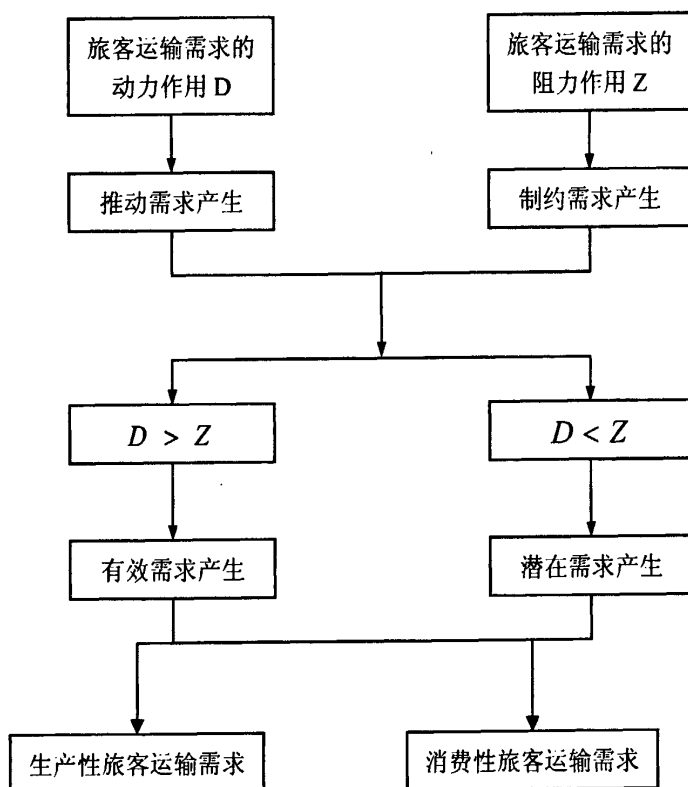 旅客运输需求的
动力作用 D
旅客运输需求的
阻力作用 Z
推动需求产生
制约需求产生
D > Z
D < Z
有效需求产生
潜在需求产生
生产性旅客运输需求
消费性旅客运输需求